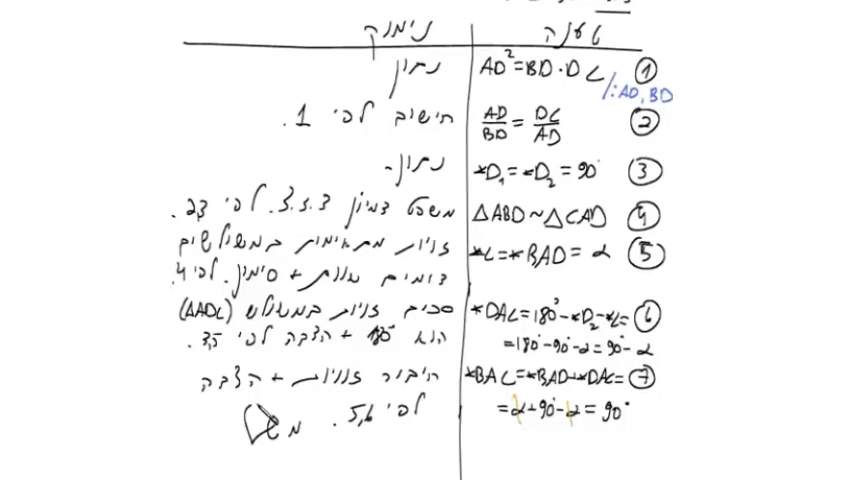 טענה נימוק
① AD²=BD·DC נתון
/:AD, BD
② AD/BD = DC/AD חישוב לפי 1.
③ ∢D₁=∢D₂=90° נתון.
④ △ABD~△CAD משפט דמיון צ.ז.צ. לפי 2,3.
⑤ ∢C=∢BAD=α זוויות מתאימות במשולשים
דומים שוות + סימון. לפי 4.
⑥ ∢DAC=180°-∢D₂-∢C= סכום זוויות במשולש (△ADC)
=180°-90°-α=90°-α הוא 180° + הצבה לפי 3,5.
⑦ ∢BAC=∢BAD+∢DAC= חיבור זוויות + הצבה
=α+90°-α=90° לפי 5,6. משל